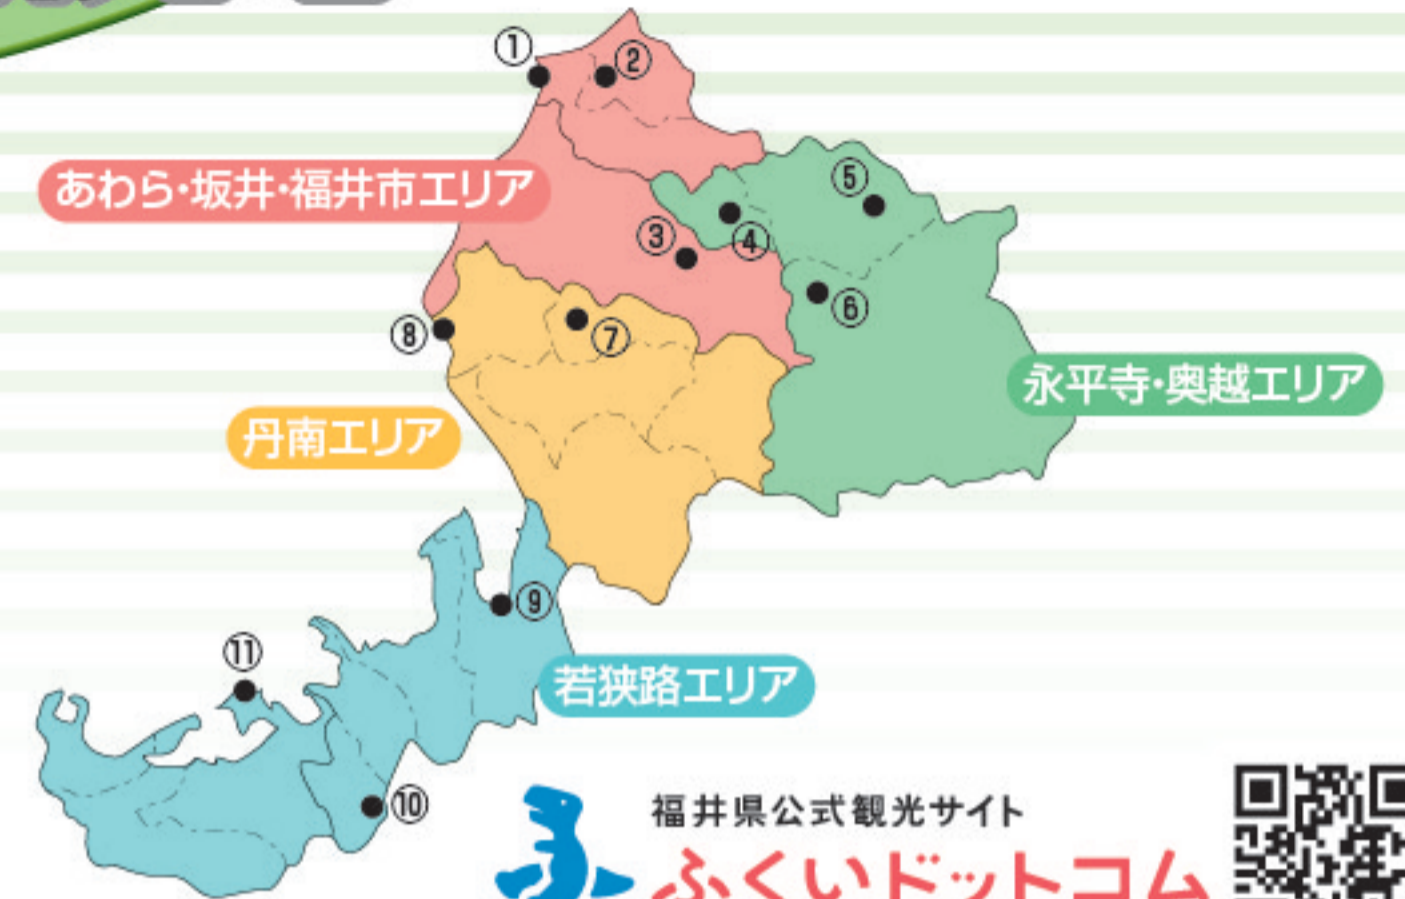 ①
②
あわら・坂井・福井市エリア
⑤
③
④
⑥
⑧
⑦
永平寺・奥越エリア
丹南エリア
⑨
⑪
若狭路エリア
⑩
福井県公式観光サイト
ふくいドットコム